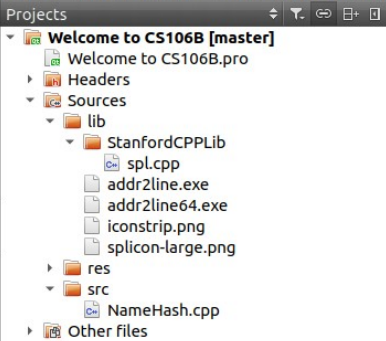 Projects
Welcome to CS106B [master]
Welcome to CS106B.pro
Headers
Sources
lib
StanfordCPPLib
spl.cpp
addr2line.exe
addr2line64.exe
iconstrip.png
splicon-large.png
res
src
NameHash.cpp
Other files